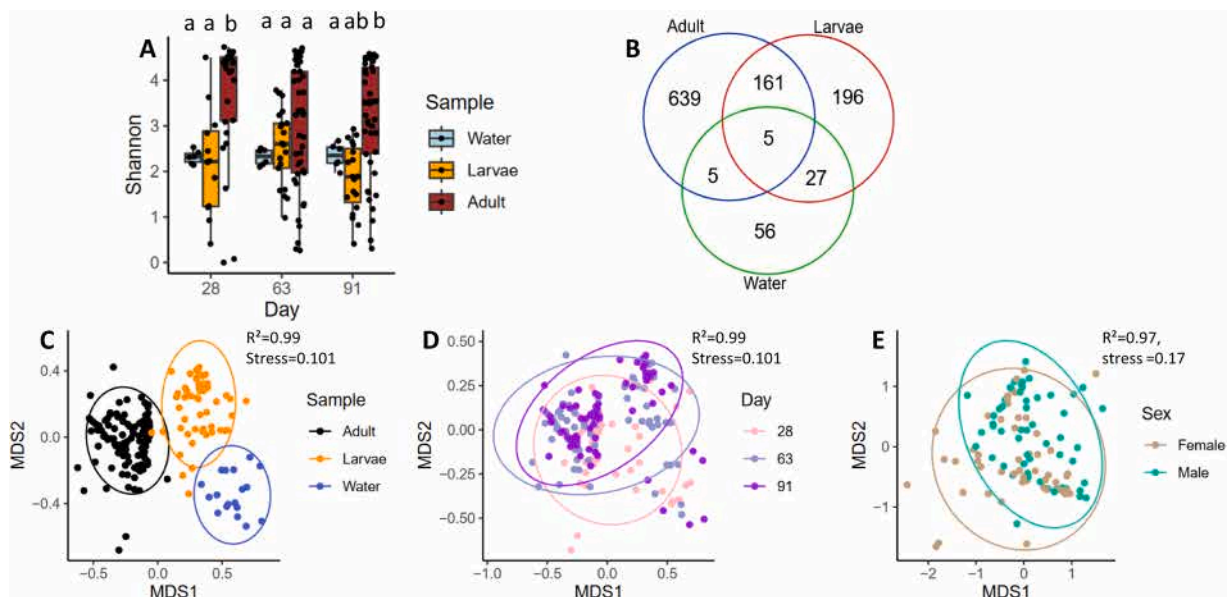 A
a a b a a a a ab b
Shannon
4
3
2
1
0
28 63 91
Day
Sample
Water
Larvae
Adult
B
Adult Larvae
639 161 196
5
5 27
56
Water
C
R²=0.99
Stress=0.101
MDS2
0.4
0.0
−0.4
−0.5 0.0 0.5
MDS1
Sample
Adult
Larvae
Water
D
R²=0.99
Stress=0.101
MDS2
0.50
0.25
0.00
−0.25
−0.50
−1.0 −0.5 0.0 0.5
MDS1
Day
28
63
91
E
R²=0.97,
stress =0.17
MDS2
1
0
−1
−2 −1 0 1
MDS1
Sex
Female
Male